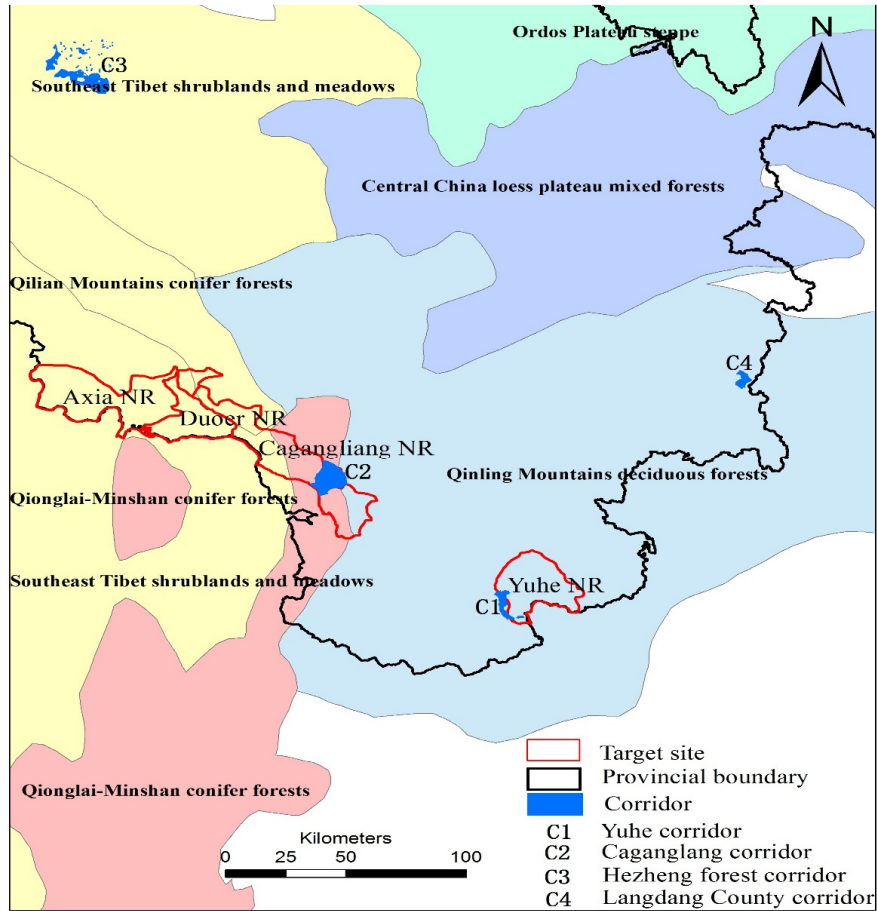 Ordos Plateau steppe
N
C3
Southeast Tibet shrublands and meadows
Central China loess plateau mixed forests
Qilian Mountains conifer forests
C4
Axia NR
Duoer NR
Cagangliang NR
C2
Qinling Mountains deciduous forests
Qionglai-Minshan conifer forests
Southeast Tibet shrublands and meadows
Yuhe NR
C1
Qionglai-Minshan conifer forests
Target site
Provincial boundary
Corridor
C1 Yuhe corridor
C2 Caganglang corridor
C3 Hezheng forest corridor
C4 Langdang County corridor
Kilometers
0 25 50 100